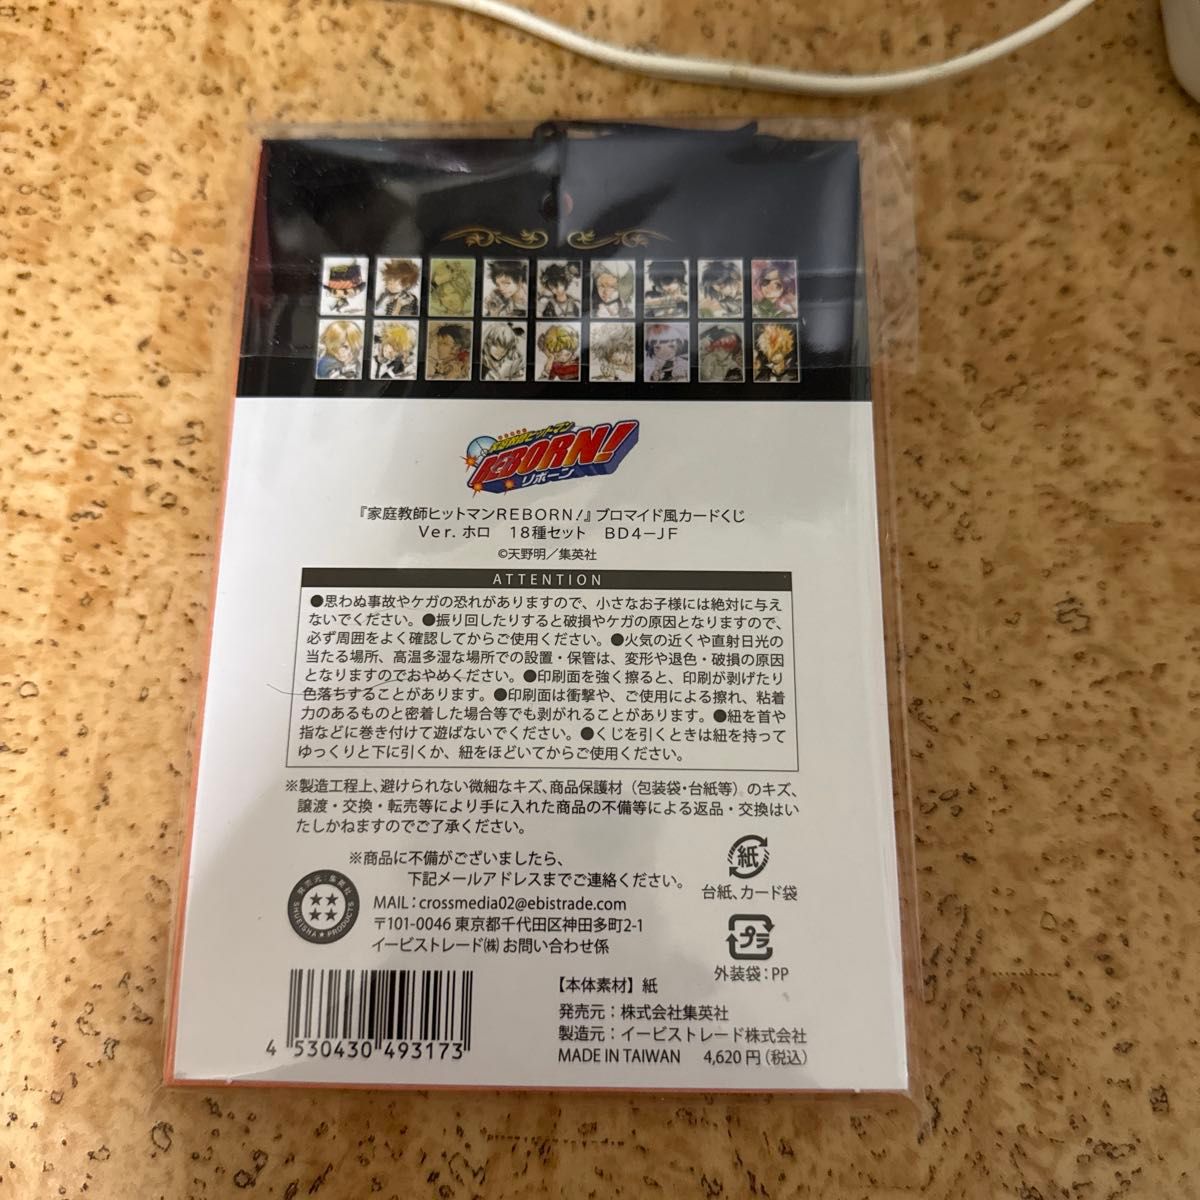 家庭教師ヒットマン
REBORN!
リボーン
『家庭教師ヒットマンREBORN!』ブロマイド風カードくじ
Ver. ホロ 18種セット BD4-JF
©天野明／集英社
ATTENTION
●思わぬ事故やケガの恐れがありますので、小さなお子様には絶対に与え
ないでください。●振り回したりすると破損やケガの原因となりますので、
必ず周囲をよく確認してからご使用ください。●火気の近くや直射日光の
当たる場所、高温多湿な場所での設置・保管は、変形や退色・破損の原因
となりますのでおやめください。●印刷面を強く擦ると、印刷が剥げたり
色落ちすることがあります。●印刷面は衝撃や、ご使用による擦れ、粘着
力のあるものと密着した場合等でも剥がれることがあります。●紐を首や
指などに巻き付けて遊ばないでください。●くじを引くときは紐を持って
ゆっくりと下に引くか、紐をほどいてからご使用ください。
※製造工程上、避けられない微細なキズ、商品保護材（包装袋・台紙等）のキズ、
譲渡・交換・転売等により手に入れた商品の不備等による返品・交換はい
たしかねますのでご了承ください。
※商品に不備がございましたら、
下記メールアドレスまでご連絡ください。
MAIL：crossmedia02@ebistrade.com
〒101-0046 東京都千代田区神田多町2-1
イービストレード㈱ お問い合わせ係
発売元：集英社
SHUEISHA★PRODUCTS
紙
台紙、カード袋
プラ
外装袋：PP
【本体素材】紙
発売元：株式会社集英社
製造元：イービストレード株式会社
MADE IN TAIWAN 4,620円（税込）
4 530430 493173